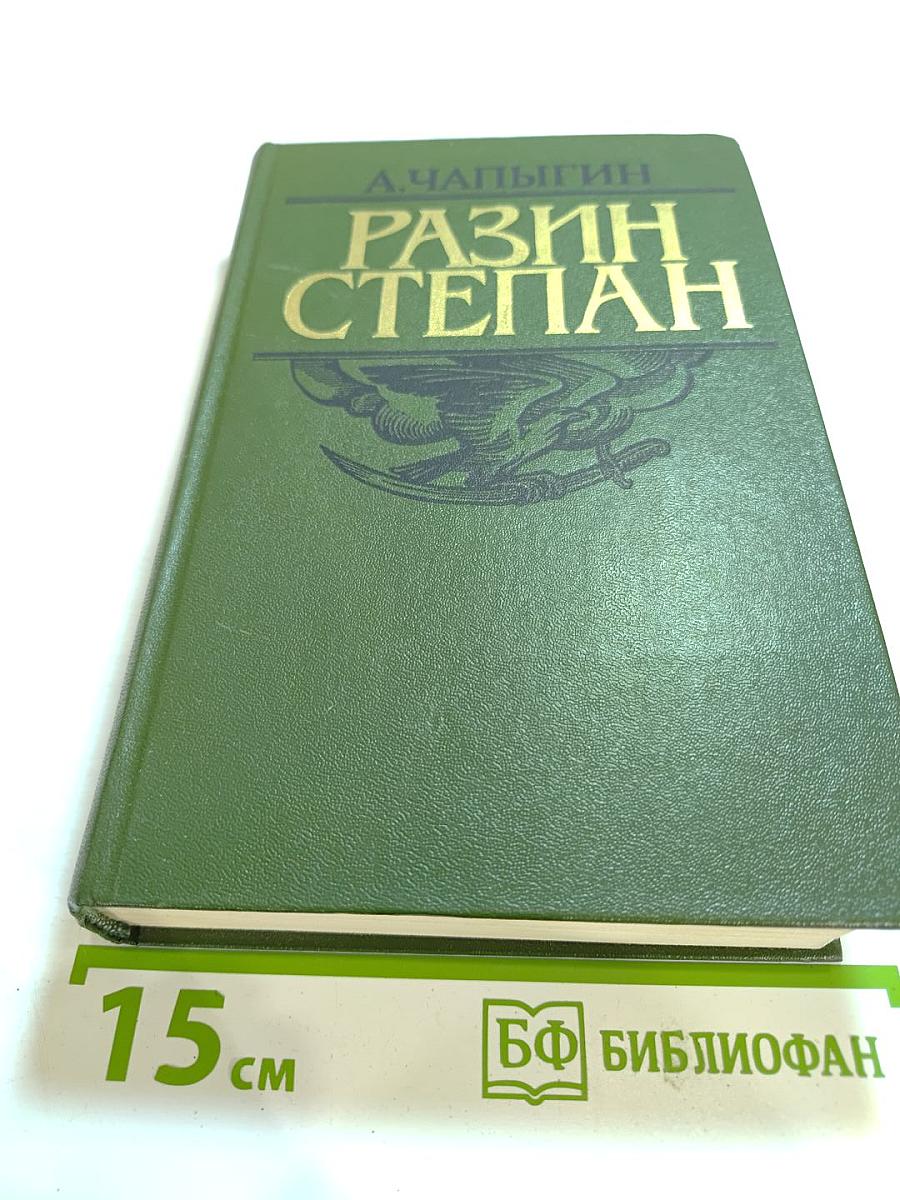 А. ЧАПЫГИН
РАЗИН
СТЕПАН
15 см
БФ БИБЛИОФАН